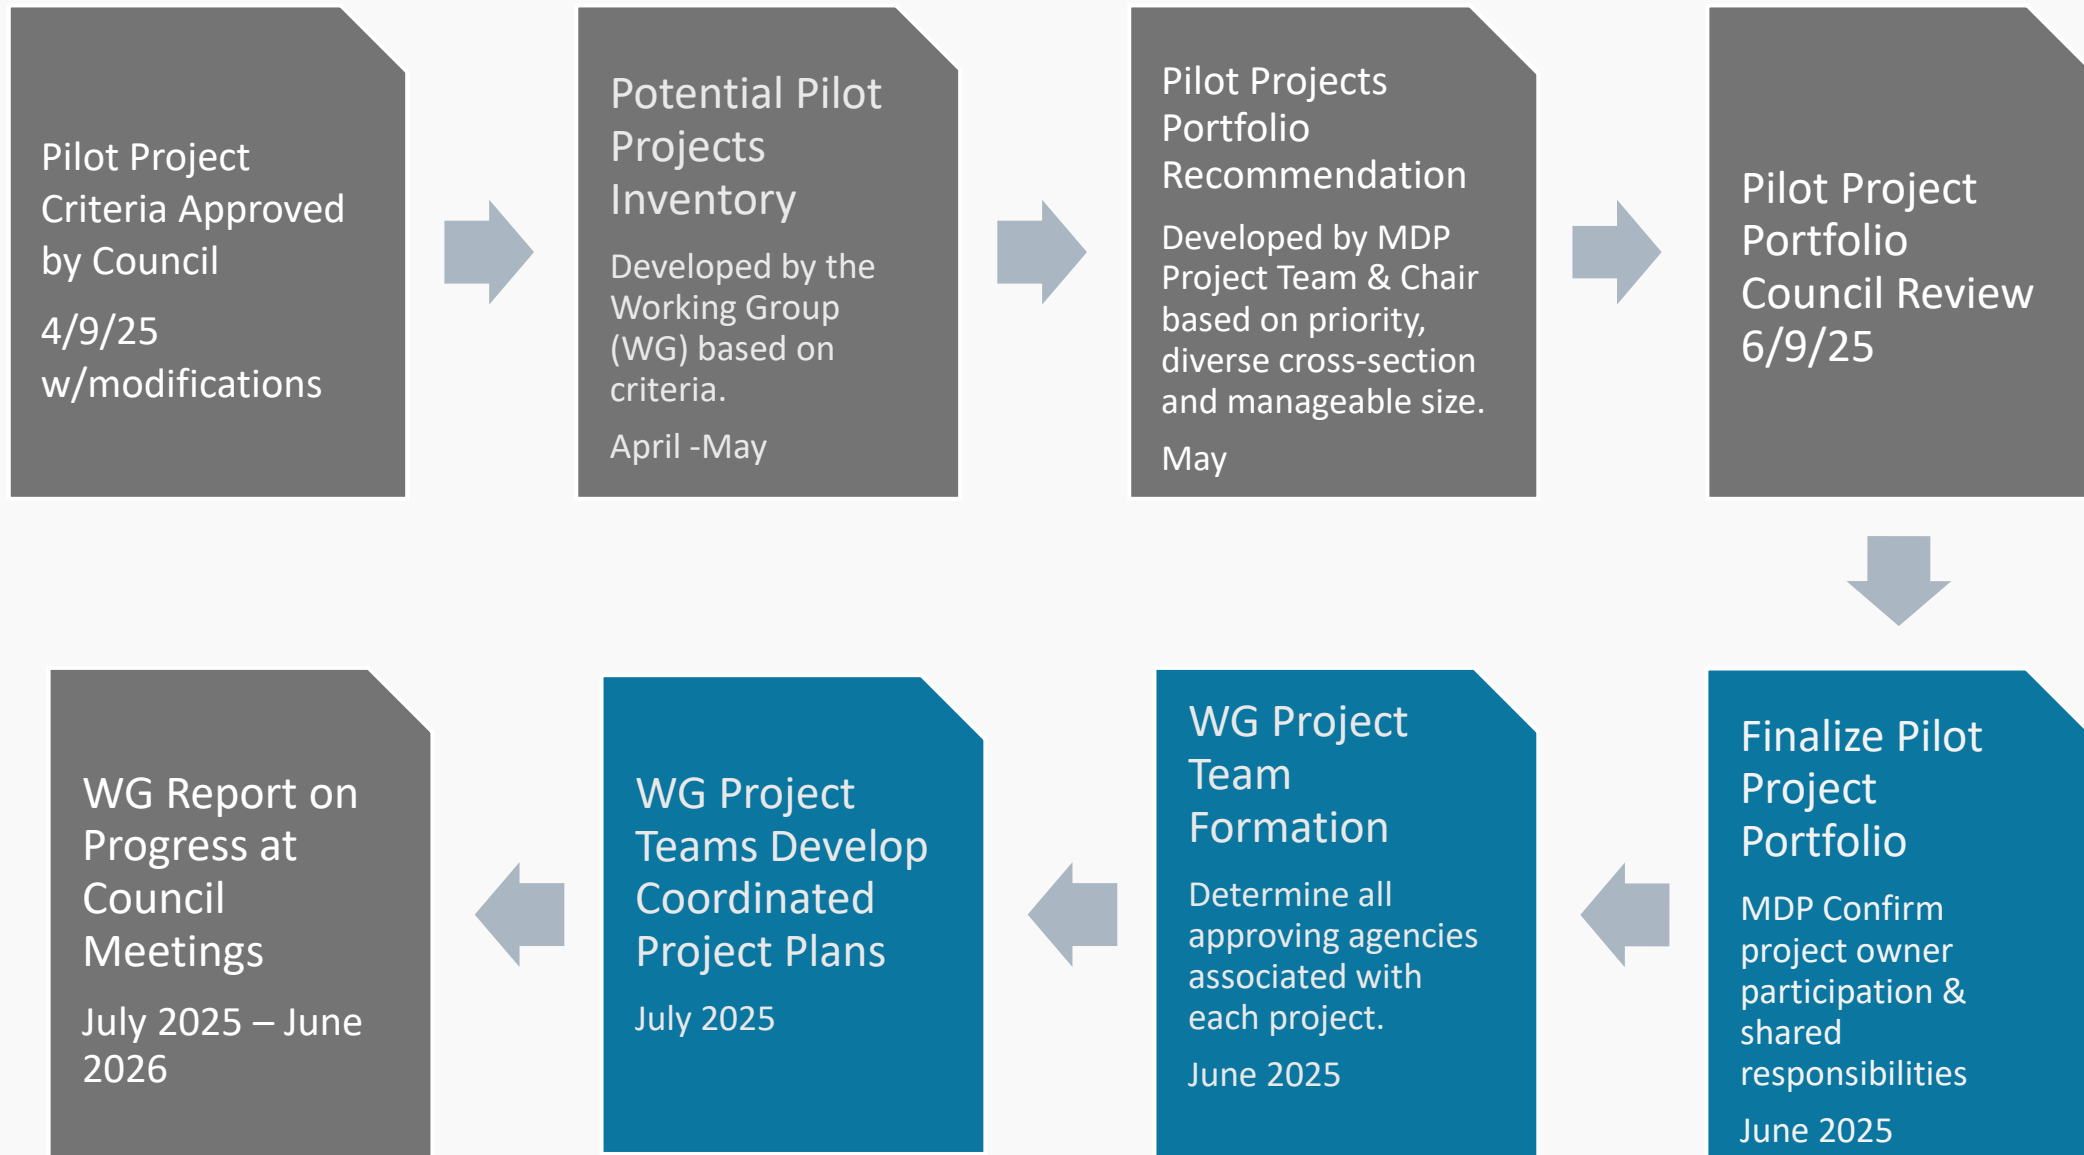 Pilot Project
Criteria Approved
by Council
4/9/25
w/modifications
Potential Pilot
Projects
Inventory
Developed by the
Working Group
(WG) based on
criteria.
April -May
Pilot Projects
Portfolio
Recommendation
Developed by MDP
Project Team & Chair
based on priority,
diverse cross-section
and manageable size.
May
Pilot Project
Portfolio
Council Review
6/9/25
Finalize Pilot
Project
Portfolio
MDP Confirm
project owner
participation &
shared
responsibilities
June 2025
WG Project
Team
Formation
Determine all
approving agencies
associated with
each project.
June 2025
WG Project
Teams Develop
Coordinated
Project Plans
July 2025
WG Report on
Progress at
Council
Meetings
July 2025 – June
2026